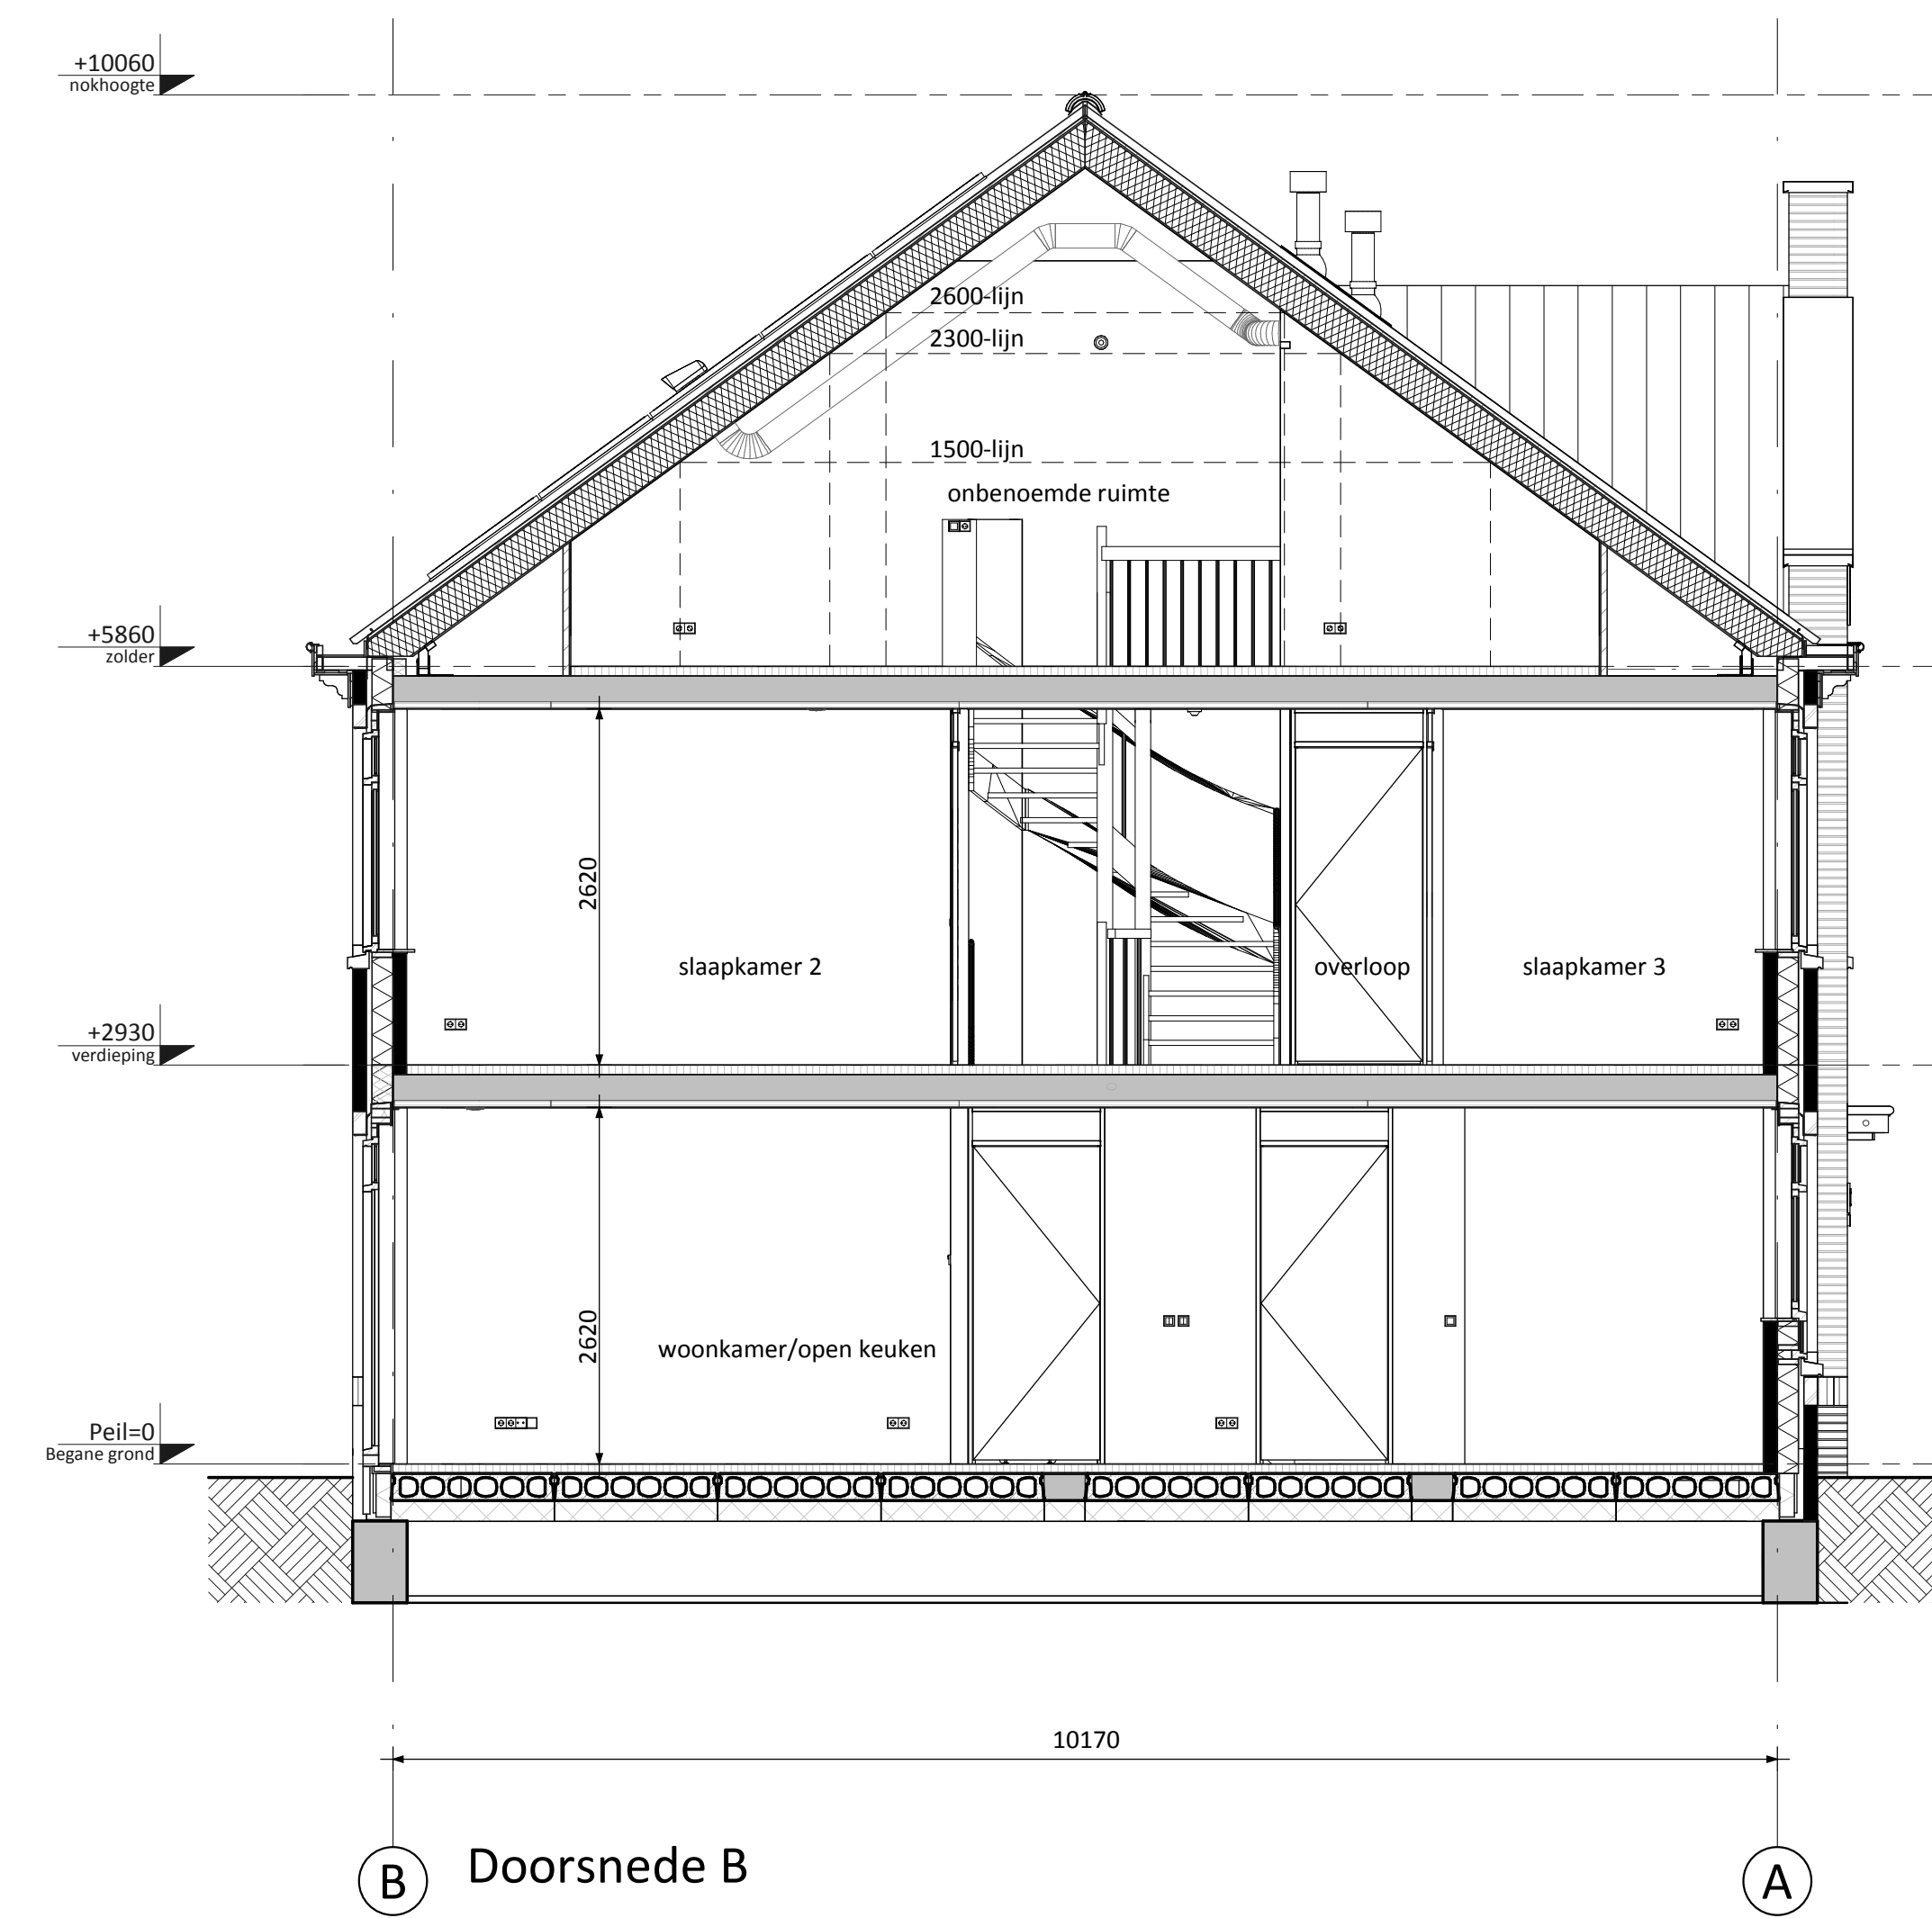 +10060
nokhoogte
2600-lijn
2300-lijn
1500-lijn
onbenoemde ruimte
+5860
zolder
2620
slaapkamer 2
overloop
slaapkamer 3
+2930
verdieping
2620
woonkamer/open keuken
Peil=0
Begane grond
10170
B
Doorsnede B
A